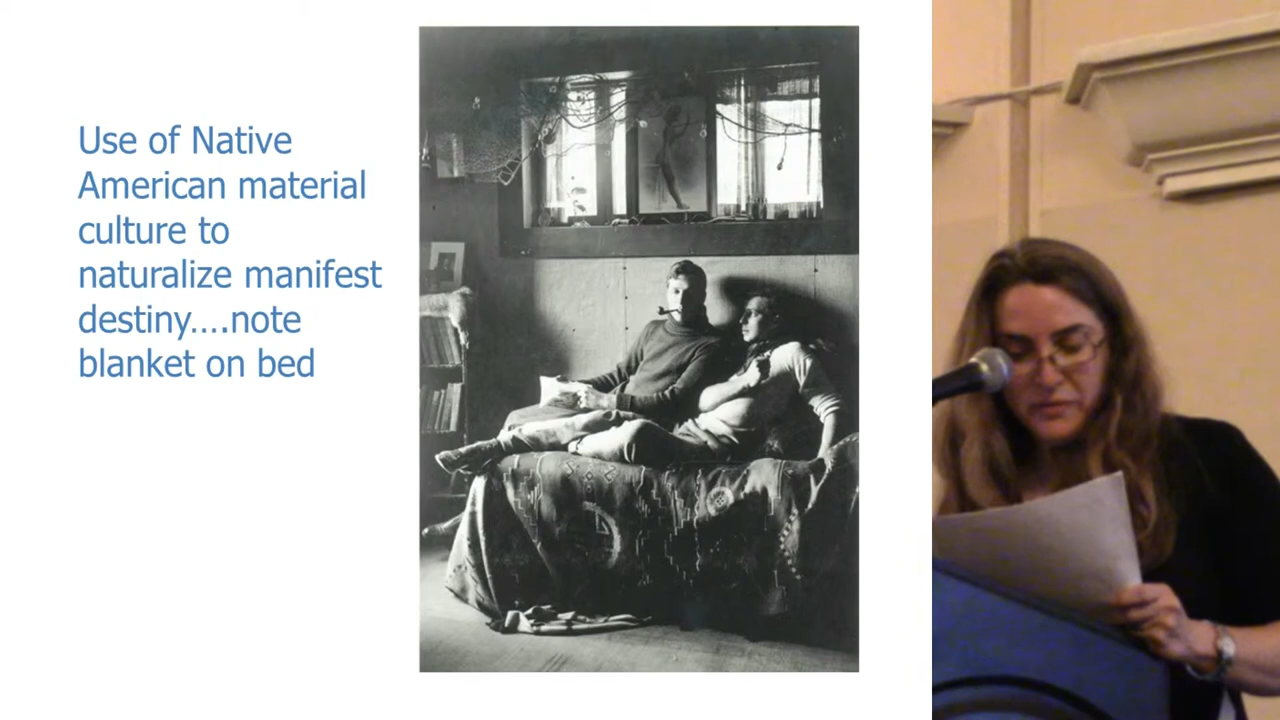 Use of Native
American material
culture to
naturalize manifest
destiny....note
blanket on bed